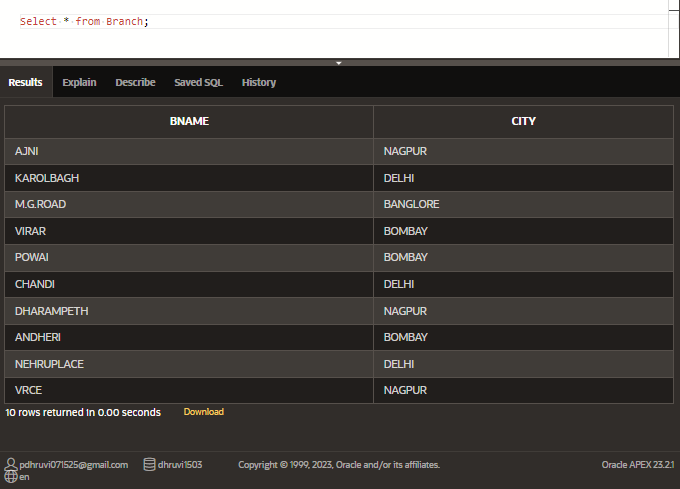 Select * from Branch;
Results Explain Describe Saved SQL History
BNAME CITY
AJNI NAGPUR
KAROLBAGH DELHI
M.G.ROAD BANGLORE
VIRAR BOMBAY
POWAI BOMBAY
CHANDI DELHI
DHARAMPETH NAGPUR
ANDHERI BOMBAY
NEHRUPLACE DELHI
VRCE NAGPUR
10 rows returned in 0.00 seconds Download
pdhruvi071525@gmail.com dhruvi1503 Copyright © 1999, 2023, Oracle and/or its affiliates. Oracle APEX 23.2.1
en